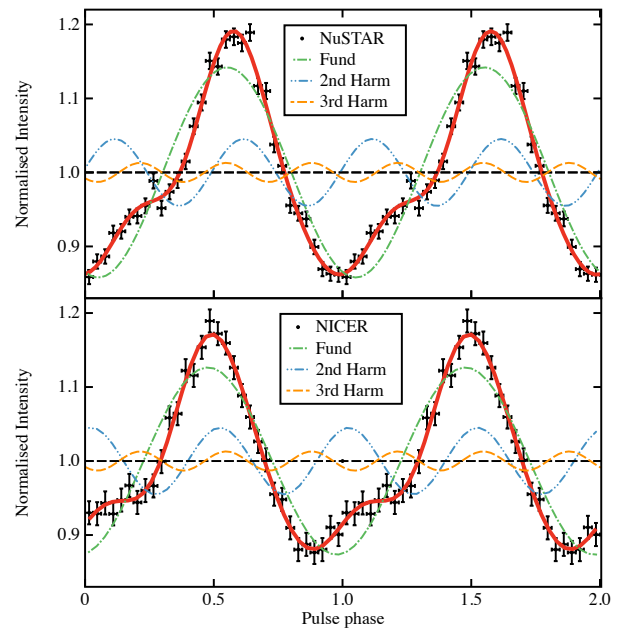 1.2
1.1
1.0
0.9
Normalised Intensity
NuSTAR
Fund
2nd Harm
3rd Harm
1.2
1.1
1.0
0.9
Normalised Intensity
NICER
Fund
2nd Harm
3rd Harm
0
0.5
1.0
1.5
2.0
Pulse phase